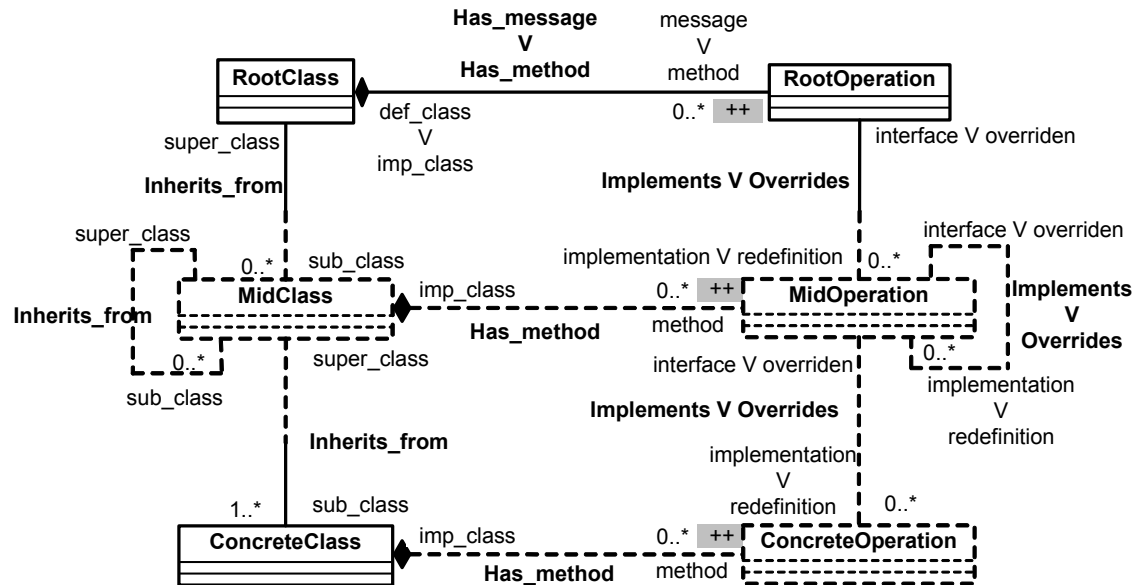 Has_message
V
Has_method
message
V
method
RootClass
RootOperation
def_class
V
imp_class
0..* ++
super_class
interface V overriden
Inherits_from
Implements V Overrides
super_class
interface V overriden
0..*
sub_class
implementation V redefinition
0..*
MidClass
imp_class
0..* ++
MidOperation
Implements
V
Overrides
Inherits_from
Has_method
method
0..*
super_class
interface V overriden
0..*
sub_class
implementation
V
redefinition
Implements V Overrides
Inherits_from
implementation
V
redefinition
1..*
sub_class
0..*
ConcreteClass
imp_class
0..* ++
ConcreteOperation
Has_method
method